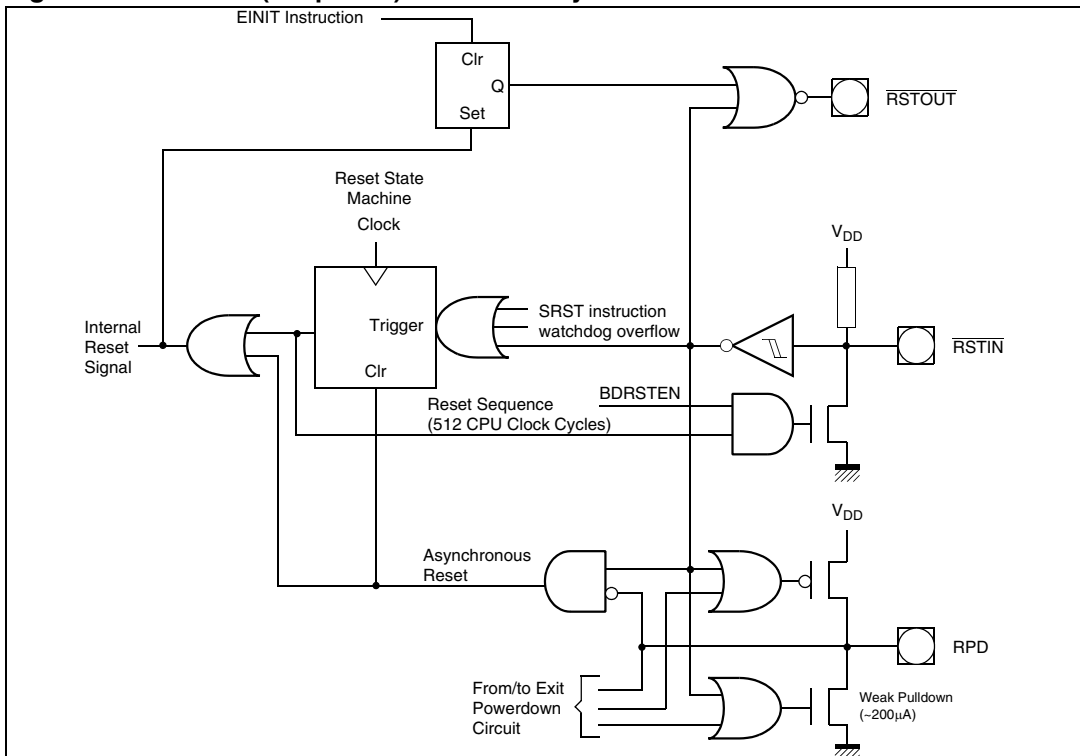 EINIT Instruction
Clr
Q
Set
RSTOUT
Reset State
Machine
Clock
VDD
SRST instruction
watchdog overflow
Trigger
Internal
Reset
Signal
RSTIN
Clr
BDRSTEN
Reset Sequence
(512 CPU Clock Cycles)
VDD
Asynchronous
Reset
RPD
From/to Exit
Powerdown
Circuit
Weak Pulldown
(~200µA)